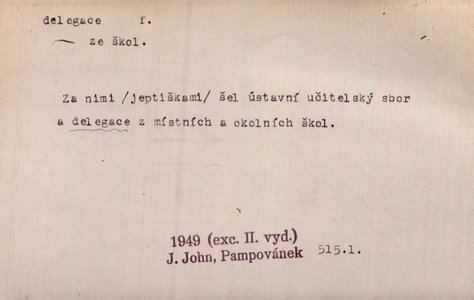 delegace f.
~ ze škol.
Za nimi /jeptiškami/ šel ústavní učitelský sbor
a delegace z místních a okolních škol.
1949 (exc. II. vyd.)
J. John, Pampovánek 515.1.